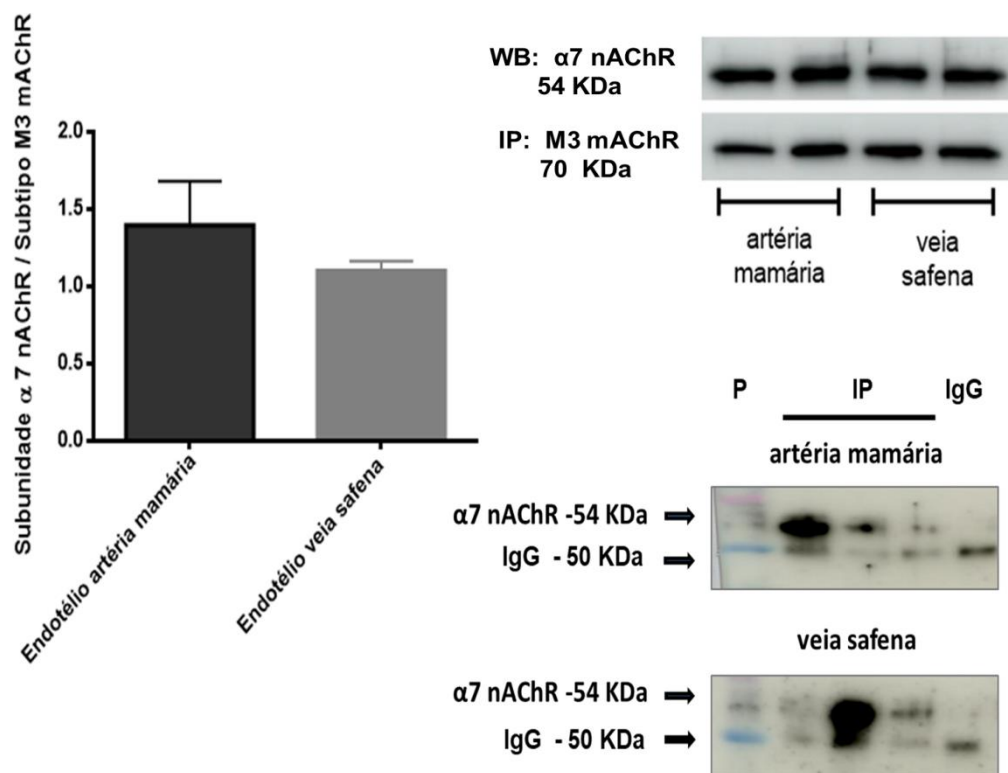 Subunidade α 7 nAChR / Subtipo M3 mAChR
2.0
1.5
1.0
0.5
0.0
Endotélio artéria mamária
Endotélio veia safena
WB: α7 nAChR
54 KDa
IP: M3 mAChR
70 KDa
artéria
mamária
veia
safena
P IP IgG
artéria mamária
α7 nAChR -54 KDa
IgG - 50 KDa
veia safena
α7 nAChR -54 KDa
IgG - 50 KDa